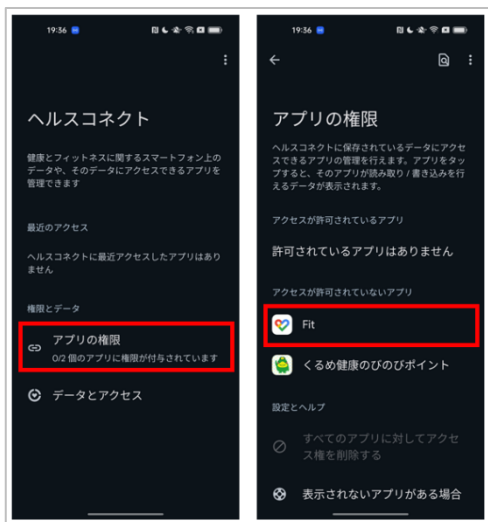 19:36
ヘルスコネクト
健康とフィットネスに関するスマートフォン上の
データや、そのデータにアクセスできるアプリを
管理できます
最近のアクセス
ヘルスコネクトに最近アクセスしたアプリはあり
ません
権限とデータ
アプリの権限
0/2 個のアプリに権限が付与されています
データとアクセス
19:36
アプリの権限
ヘルスコネクトに保存されているデータにアクセ
スできるアプリの管理を行えます。アプリをタッ
プすると、そのアプリが読み取り / 書き込みを行
えるデータが表示されます。
アクセスが許可されているアプリ
許可されているアプリはありません
アクセスが許可されていないアプリ
Fit
くるめ健康のびのびポイント
設定とヘルプ
すべてのアプリに対してアクセ
ス権を削除する
表示されないアプリがある場合